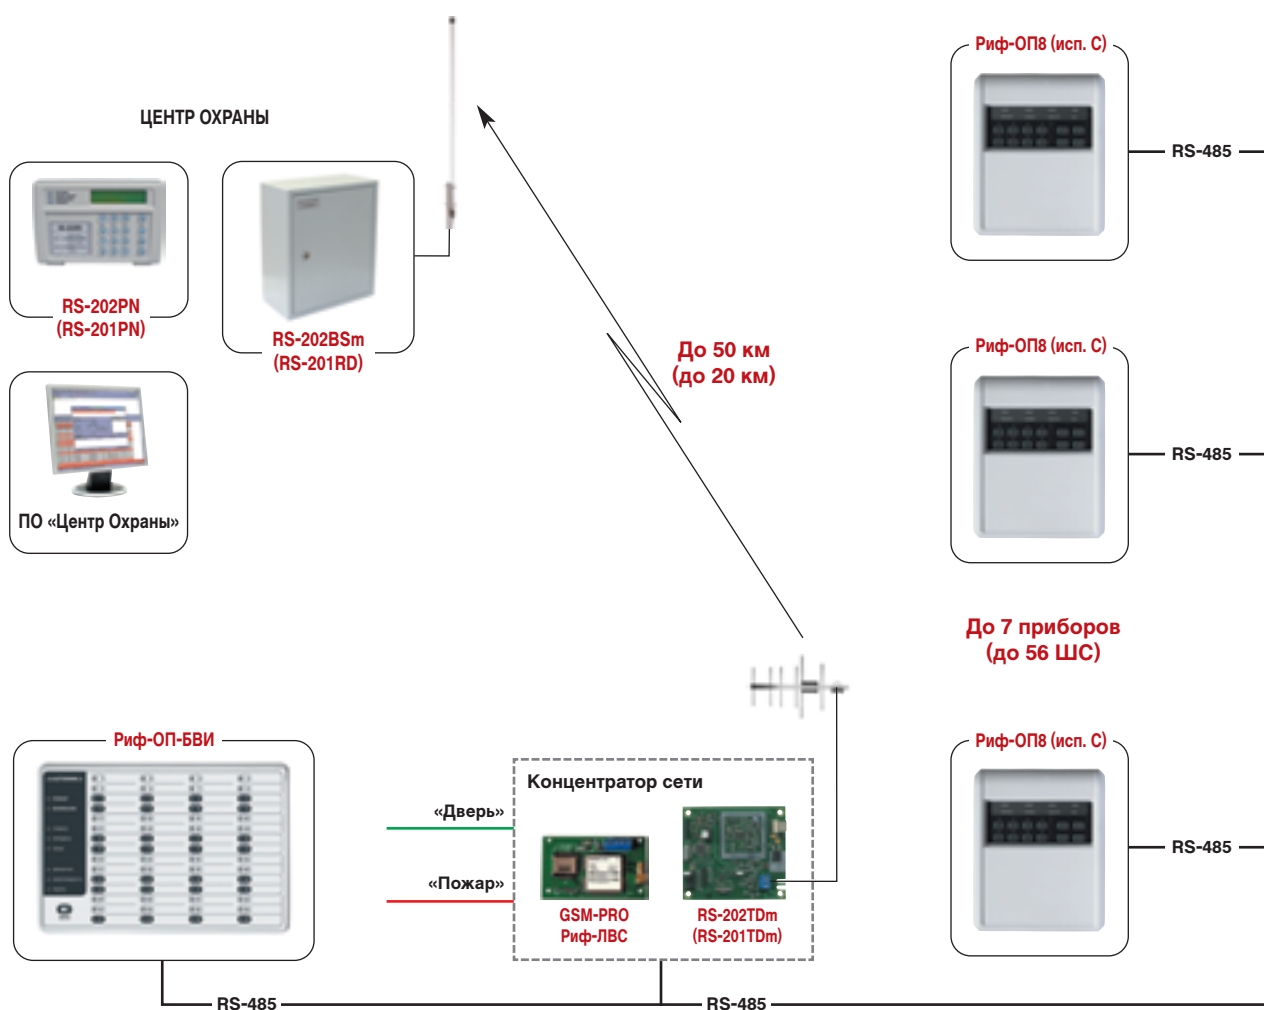 ЦЕНТР ОХРАНЫ
RS-202PN
(RS-201PN)
RS-202BSm
(RS-201RD)
ПО «Центр Охраны»
До 50 км
(до 20 км)
Риф-ОП8 (исп. С)
RS-485
Риф-ОП8 (исп. С)
RS-485
До 7 приборов
(до 56 ШС)
Риф-ОП8 (исп. С)
RS-485
Риф-ОП-БВИ
«Дверь»
«Пожар»
Концентратор сети
GSM-PRO
Риф-ЛВС
RS-202TDm
(RS-201TDm)
RS-485
RS-485